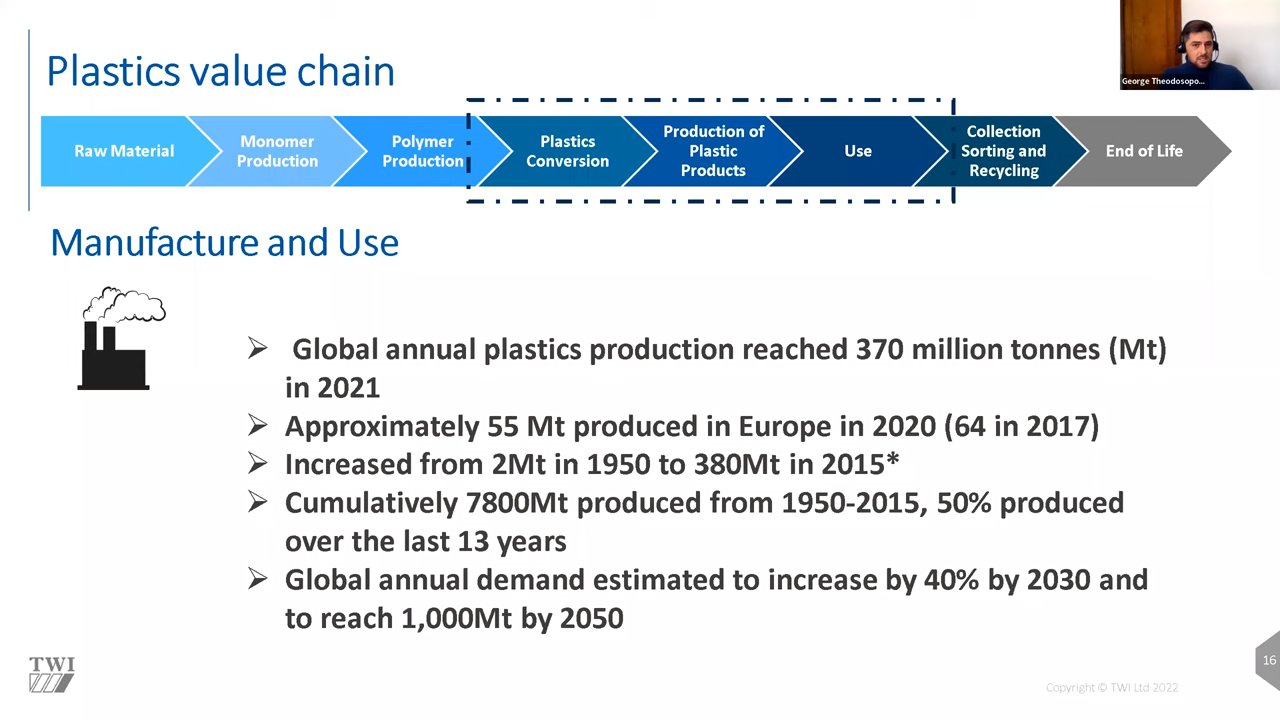 Plastics value chain
George Theodosopo...
Raw Material
Monomer
Production
Polymer
Production
Plastics
Conversion
Production of
Plastic
Products
Use
Collection
Sorting and
Recycling
End of Life
Manufacture and Use
Global annual plastics production reached 370 million tonnes (Mt)
in 2021
Approximately 55 Mt produced in Europe in 2020 (64 in 2017)
Increased from 2Mt in 1950 to 380Mt in 2015*
Cumulatively 7800Mt produced from 1950-2015, 50% produced
over the last 13 years
Global annual demand estimated to increase by 40% by 2030 and
to reach 1,000Mt by 2050
TWI
16
Copyright © TWI Ltd 2022